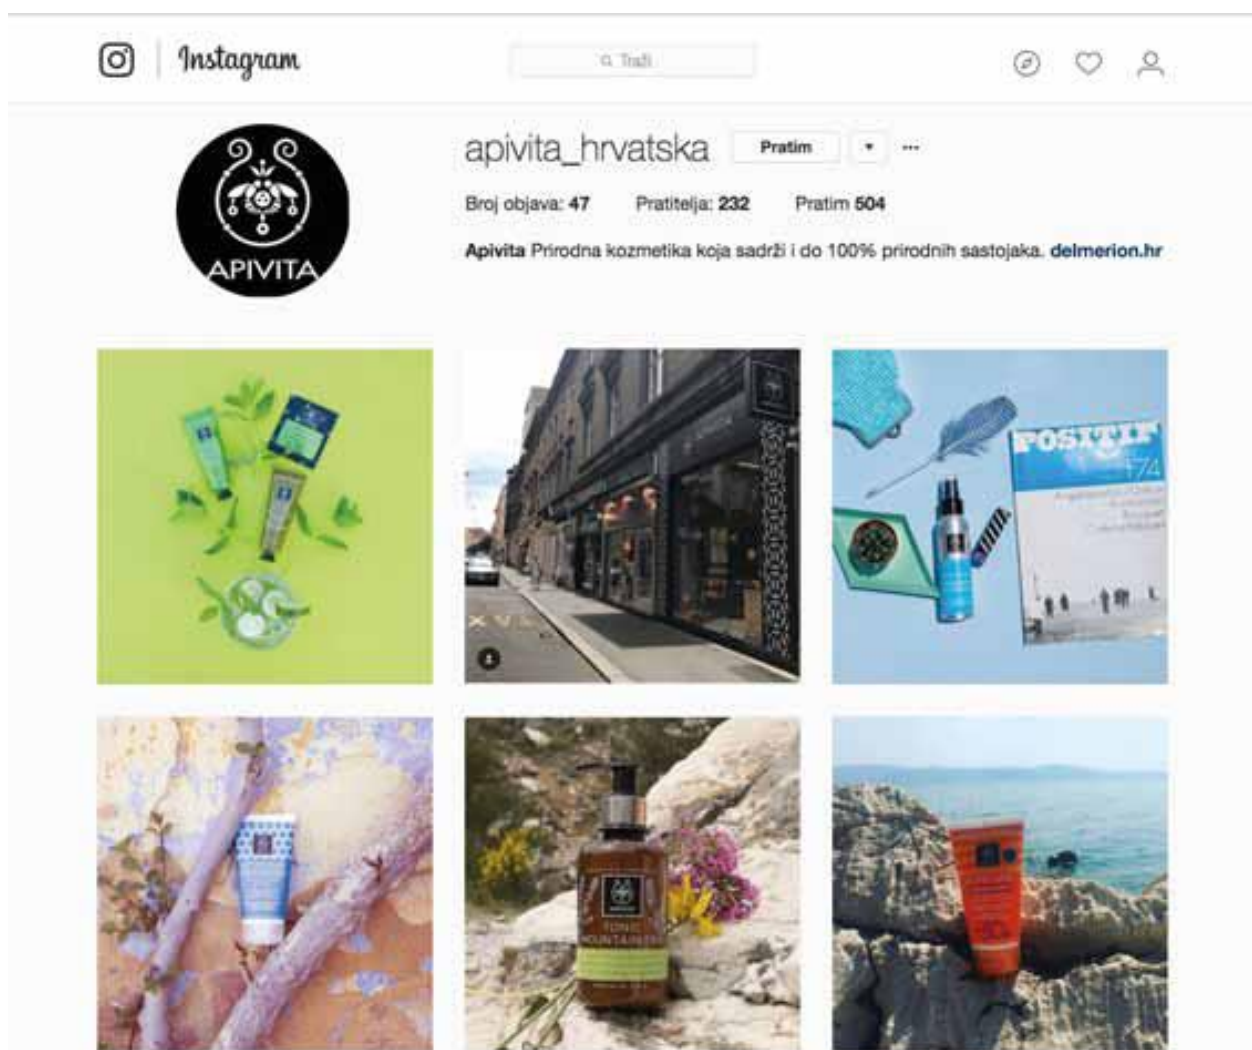 Instagram
Traži
apivita_hrvatska
Pratim
Broj objava: 47 Pratitelja: 232 Pratim 504
Apivita Prirodna kozmetika koja sadrži i do 100% prirodnih sastojaka. delmerion.hr
APIVITA
POSITIF
174
TONIC
MOUNTAIN